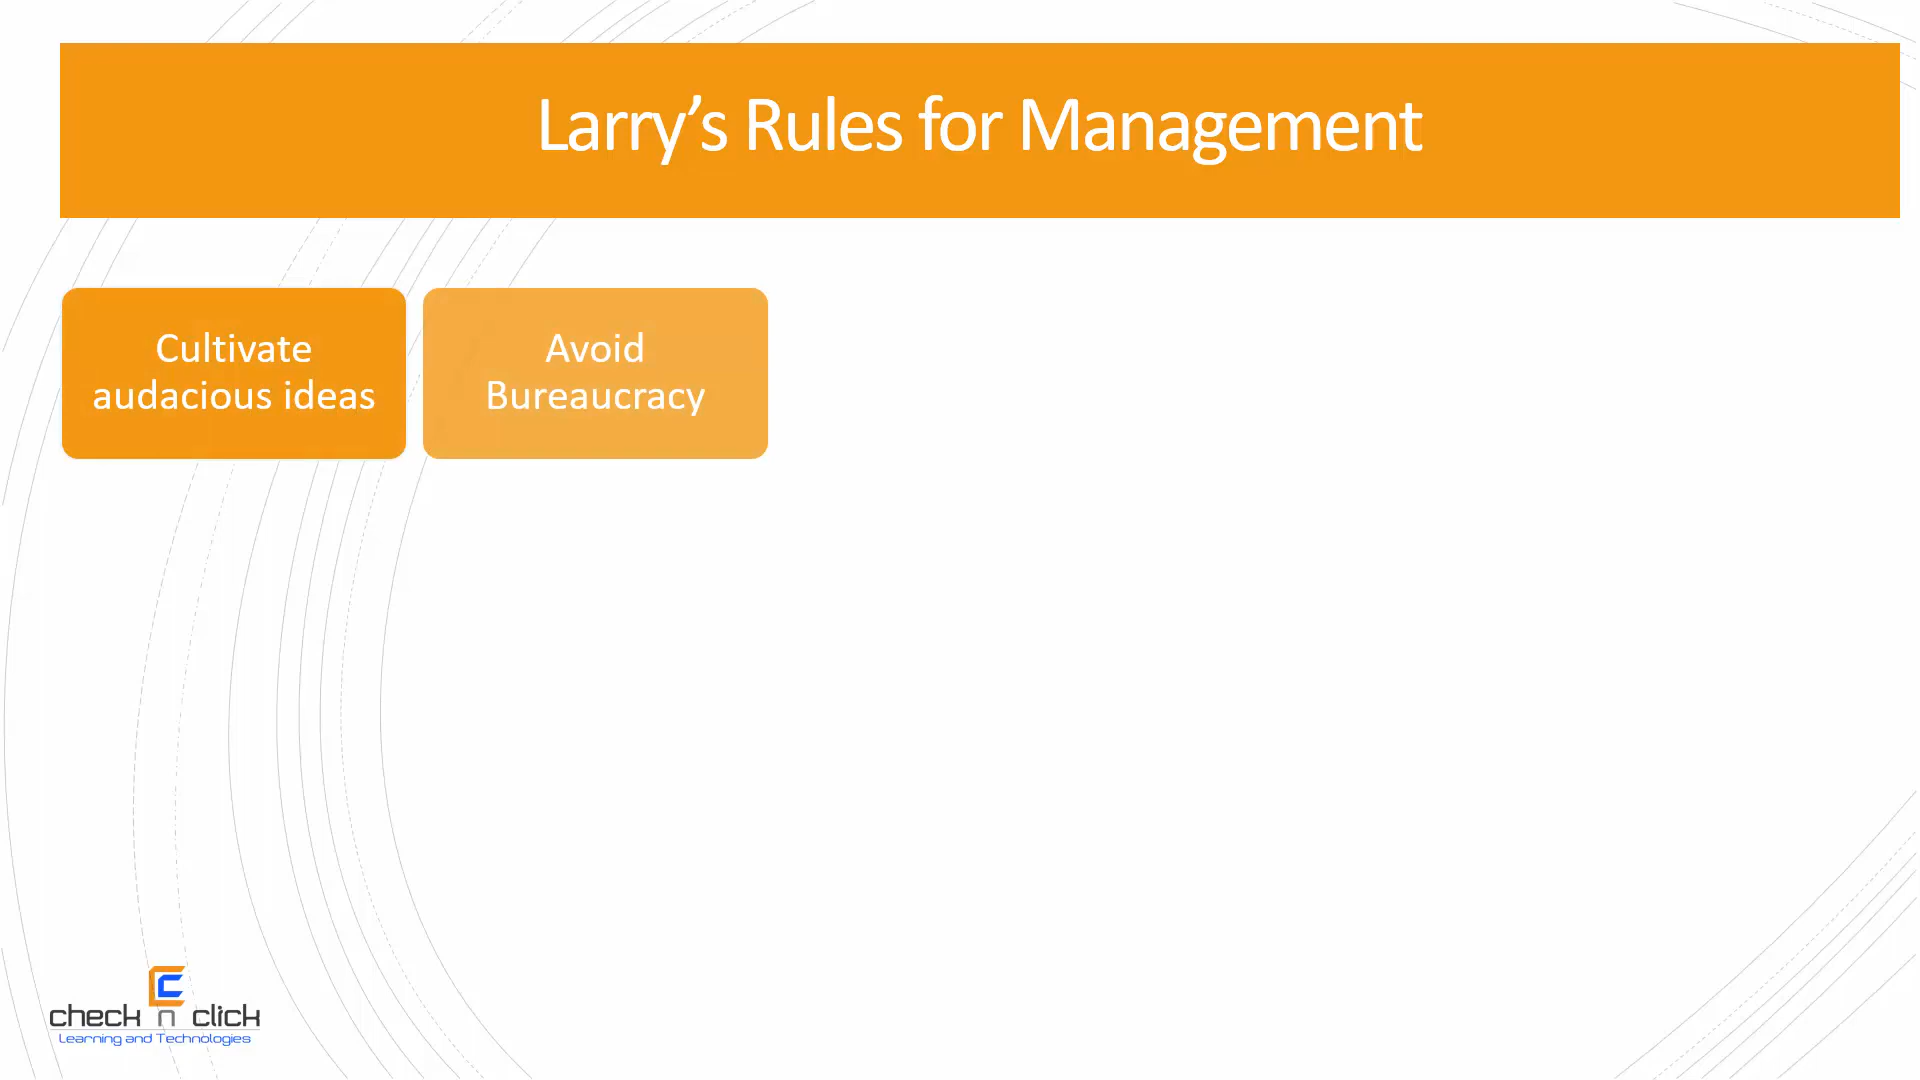 Larry’s Rules for Management
Cultivate
audacious ideas
Avoid
Bureaucracy
check n click
Learning and Technologies